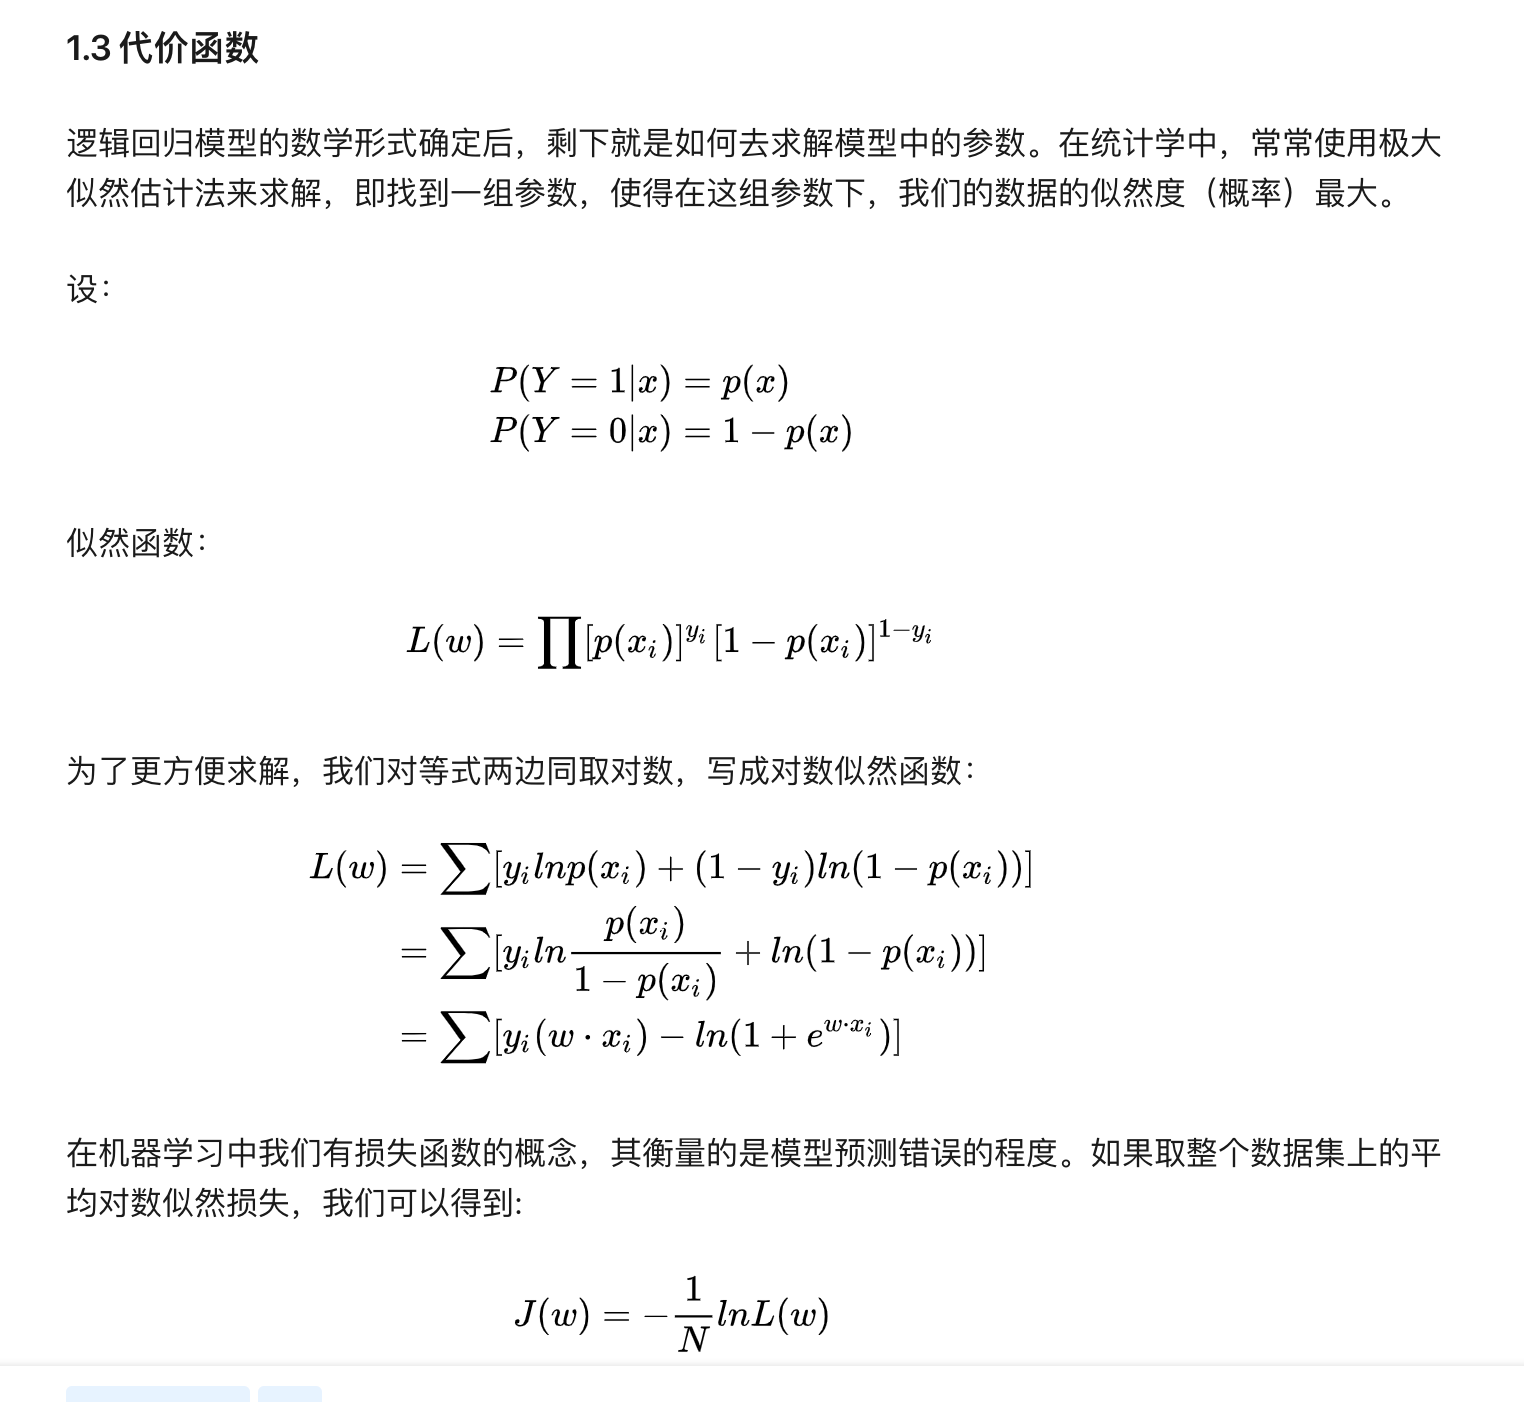 1.3 代价函数
逻辑回归模型的数学形式确定后，剩下就是如何去求解模型中的参数。在统计学中，常常使用极大
似然估计法来求解，即找到一组参数，使得在这组参数下，我们的数据的似然度（概率）最大。
设：
P(Y = 1|x) = p(x)
P(Y = 0|x) = 1 − p(x)
似然函数：
L(w) = ∏[p(x_i)]^{y_i} [1 − p(x_i)]^{1−y_i}
为了更方便求解，我们对等式两边同取对数，写成对数似然函数：
L(w) = ∑[y_i lnp(x_i) + (1 − y_i)ln(1 − p(x_i))]
= ∑[y_i ln \frac{p(x_i)}{1 − p(x_i)} + ln(1 − p(x_i))]
= ∑[y_i(w · x_i) − ln(1 + e^{w·x_i})]
在机器学习中我们有损失函数的概念，其衡量的是模型预测错误的程度。如果取整个数据集上的平
均对数似然损失，我们可以得到:
J(w) = −\frac{1}{N} lnL(w)